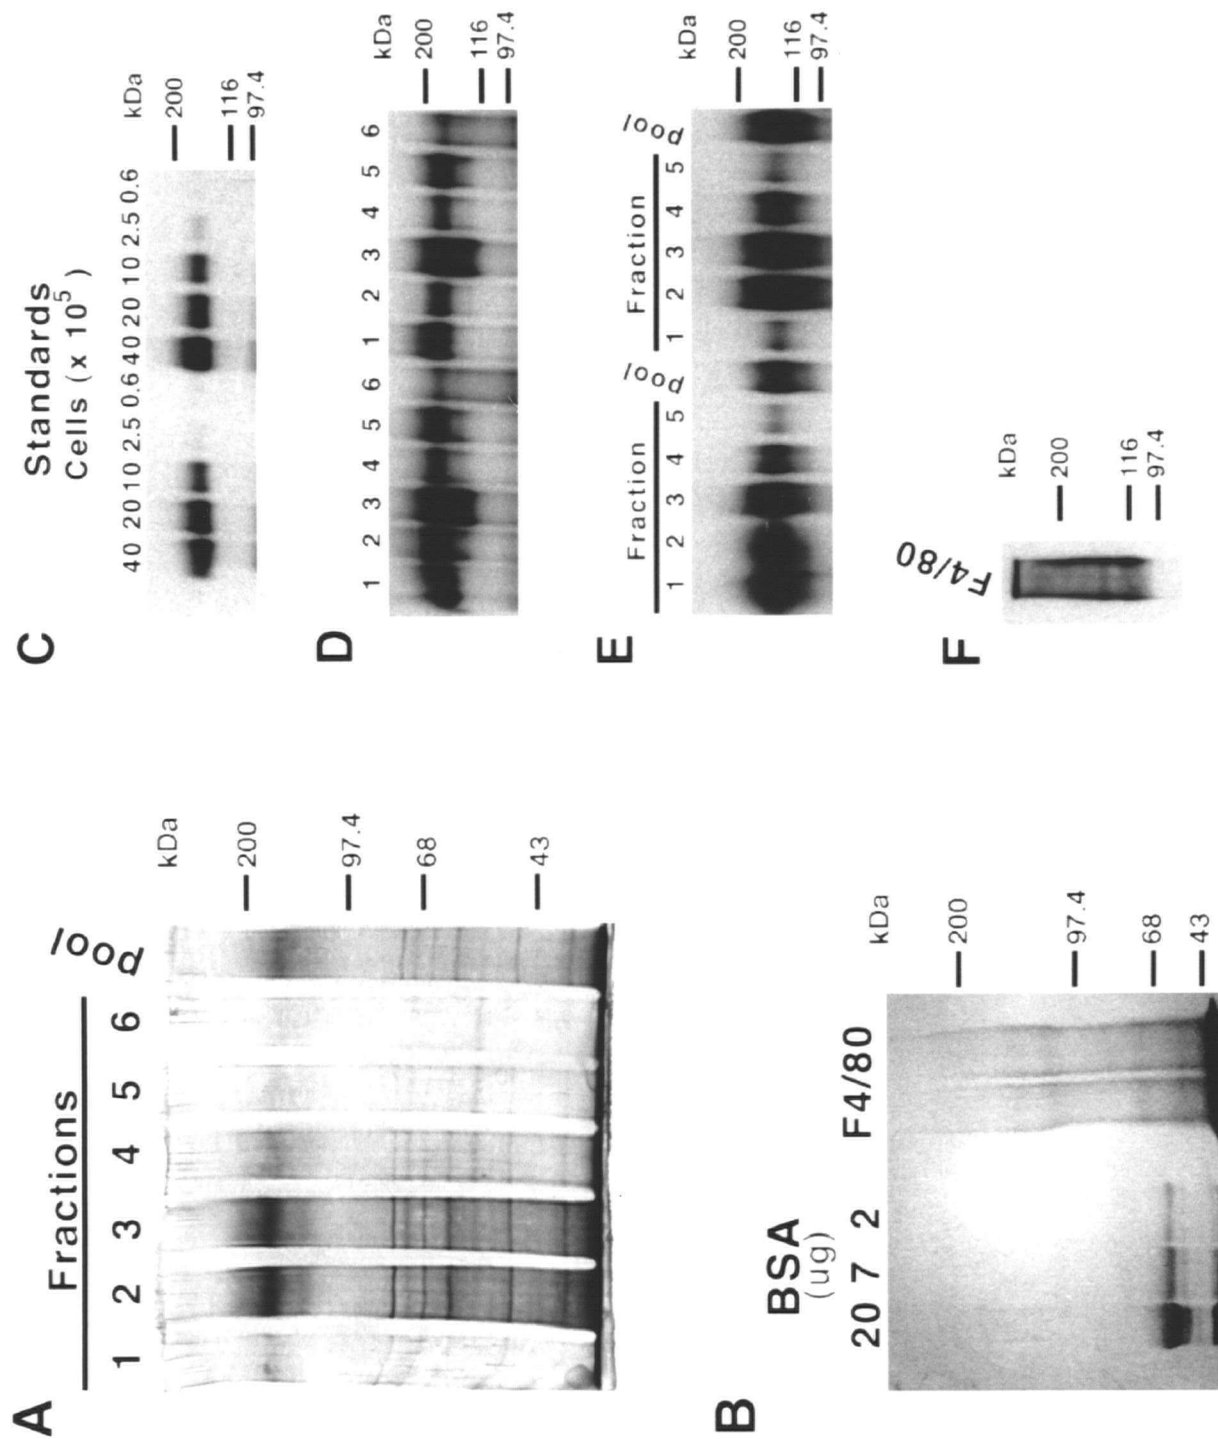 A
Fractions
1 2 3 4 5 6 pool
kDa
200
97.4
68
43
B
BSA
(ug)
20 7 2 F4/80
kDa
200
97.4
68
43
C
Standards
Cells (x 10⁵)
40 20 10 2.5 0.6 40 20 10 2.5 0.6
kDa
200
116
97.4
D
1 2 3 4 5 6 1 2 3 4 5 6
kDa
200
116
97.4
E
Fraction Fraction
1 2 3 4 5 pool 1 2 3 4 5 pool
kDa
200
116
97.4
F
F4/80
kDa
200
116
97.4